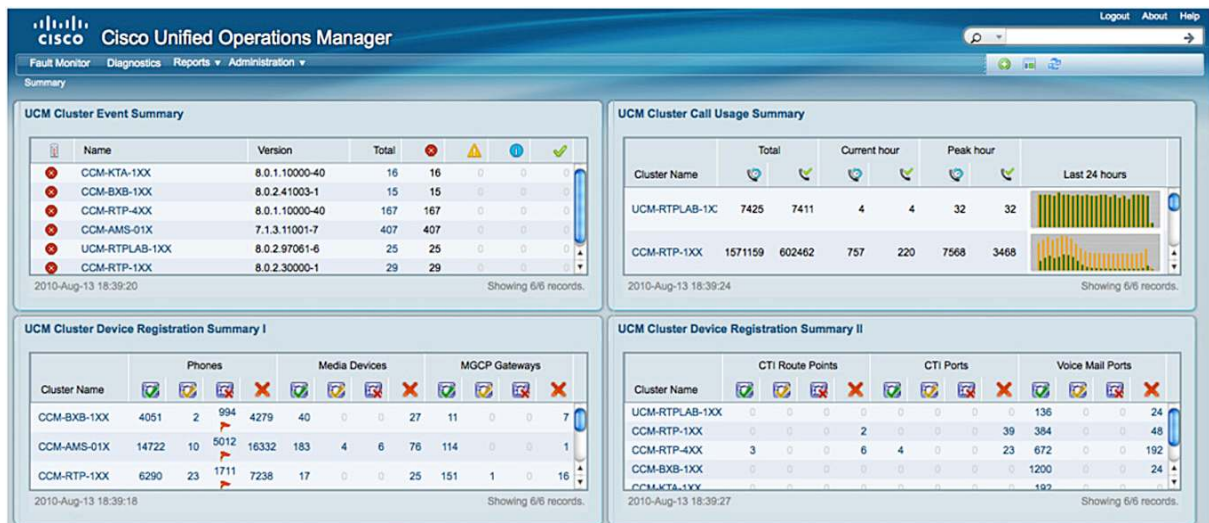 Logout About Help
CISCO Cisco Unified Operations Manager
Fault Monitor Diagnostics Reports Administration
Summary
UCM Cluster Event Summary
Name Version Total
CCM-KTA-1XX 8.0.1.10000-40 16 16 0 0 0
CCM-BXB-1XX 8.0.2.41003-1 15 15 0 0 0
CCM-RTP-4XX 8.0.1.10000-40 167 167 0 0 0
CCM-AMS-01X 7.1.3.11001-7 407 407 0 0 0
UCM-RTPLAB-1XX 8.0.2.97061-6 25 25 0 0 0
CCM-RTP-1XX 8.0.2.30000-1 29 29 0 0 0
2010-Aug-13 18:39:20 Showing 6/6 records.
UCM Cluster Call Usage Summary
Total Current hour Peak hour
Cluster Name Last 24 hours
UCM-RTPLAB-1X 7425 7411 4 4 32 32
CCM-RTP-1XX 1571159 602462 757 220 7568 3468
2010-Aug-13 18:39:24 Showing 6/6 records.
UCM Cluster Device Registration Summary I
Phones Media Devices MGCP Gateways
Cluster Name
CCM-BXB-1XX 4051 2 994 4279 40 0 0 27 11 0 0 7
CCM-AMS-01X 14722 10 5012 16332 183 4 6 76 114 0 0 1
CCM-RTP-1XX 6290 23 1711 7238 17 0 0 25 151 1 0 16
2010-Aug-13 18:39:18 Showing 6/6 records.
UCM Cluster Device Registration Summary II
CTI Route Points CTI Ports Voice Mail Ports
Cluster Name
UCM-RTPLAB-1XX 0 0 0 0 0 0 0 0 136 0 0 24
CCM-RTP-1XX 0 0 0 2 0 0 0 39 384 0 0 48
CCM-RTP-4XX 3 0 0 6 4 0 0 23 672 0 0 192
CCM-BXB-1XX 0 0 0 0 0 0 0 0 1200 0 0 24
CCM-KTA-1XX 0 0 0 0 0 0 0 0 192 0 0
2010-Aug-13 18:39:27 Showing 6/6 records.